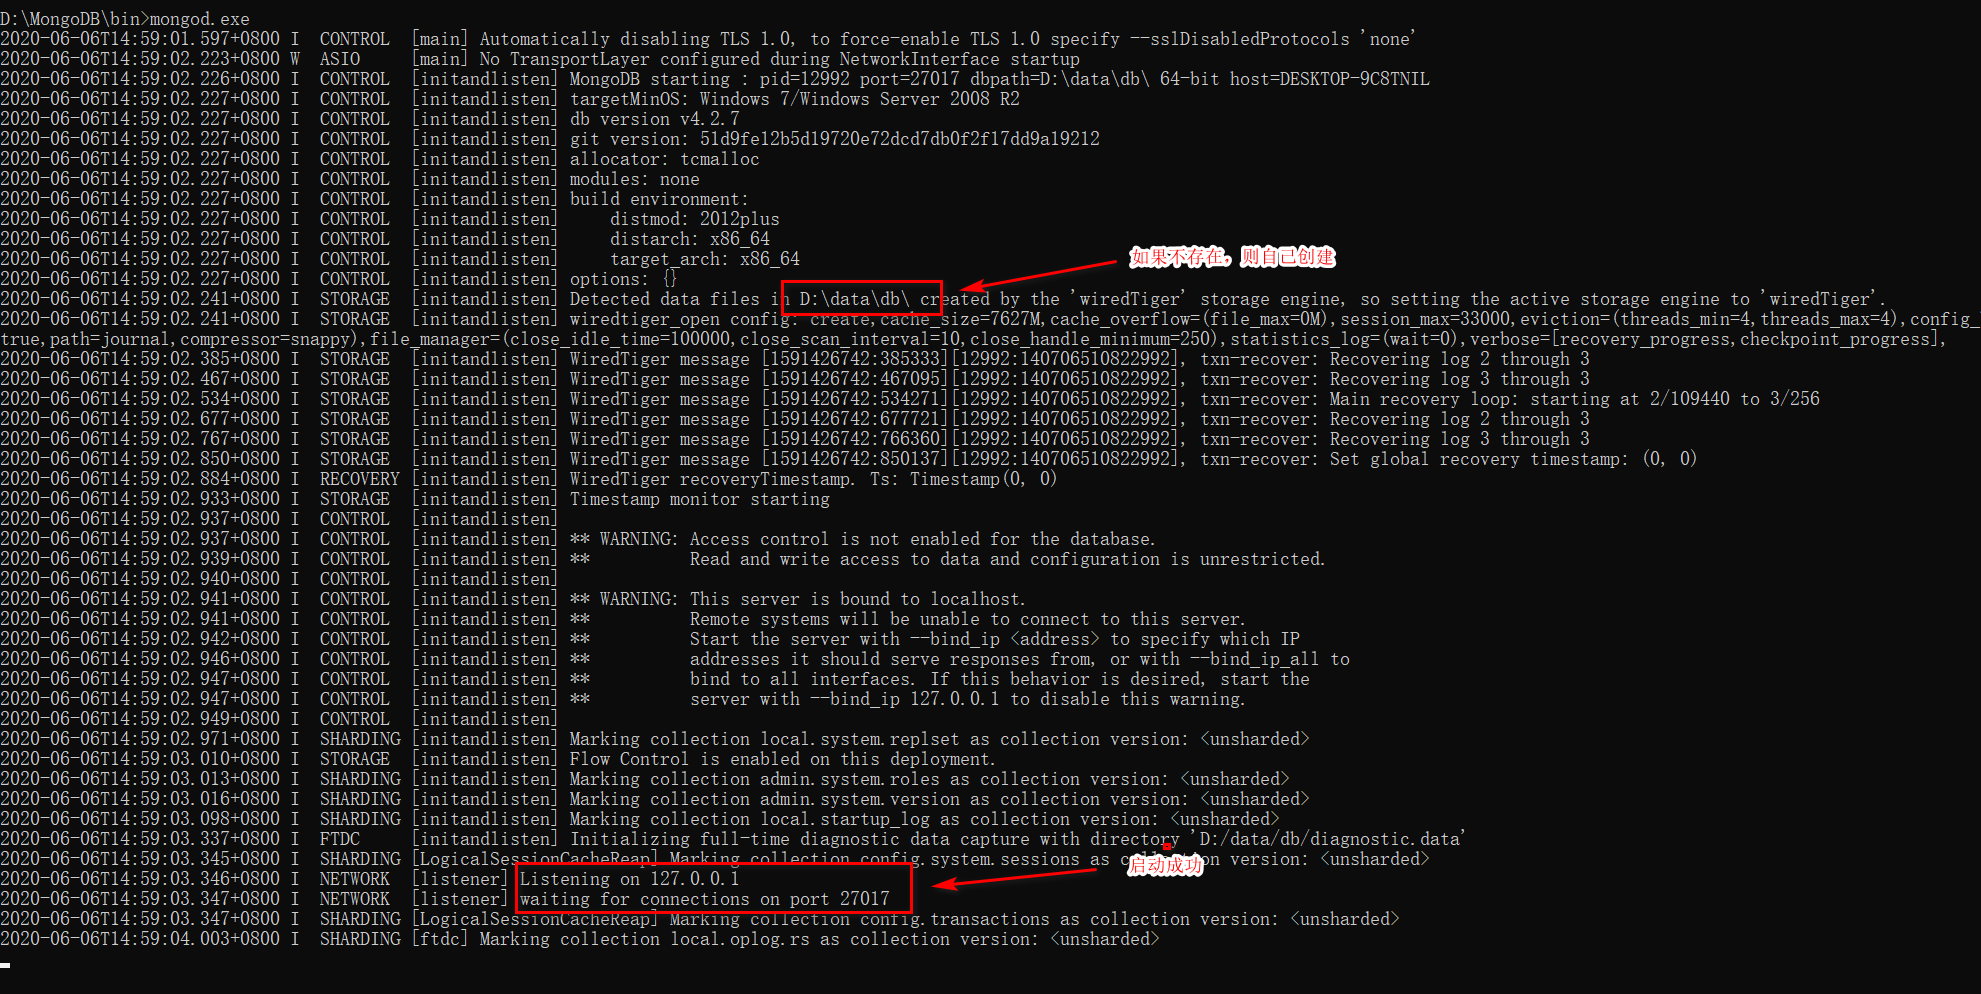 D:\MongoDB\bin>mongod.exe
2020-06-06T14:59:01.597+0800 I  CONTROL  [main] Automatically disabling TLS 1.0, to force-enable TLS 1.0 specify --sslDisabledProtocols 'none'
2020-06-06T14:59:02.223+0800 W  ASIO     [main] No TransportLayer configured during NetworkInterface startup
2020-06-06T14:59:02.226+0800 I  CONTROL  [initandlisten] MongoDB starting : pid=12992 port=27017 dbpath=D:\data\db\ 64-bit host=DESKTOP-9C8TNIL
2020-06-06T14:59:02.227+0800 I  CONTROL  [initandlisten] targetMinOS: Windows 7/Windows Server 2008 R2
2020-06-06T14:59:02.227+0800 I  CONTROL  [initandlisten] db version v4.2.7
2020-06-06T14:59:02.227+0800 I  CONTROL  [initandlisten] git version: 51d9fe12b5d19720e72dcd7db0f2f17dd9a19212
2020-06-06T14:59:02.227+0800 I  CONTROL  [initandlisten] allocator: tcmalloc
2020-06-06T14:59:02.227+0800 I  CONTROL  [initandlisten] modules: none
2020-06-06T14:59:02.227+0800 I  CONTROL  [initandlisten] build environment:
2020-06-06T14:59:02.227+0800 I  CONTROL  [initandlisten]     distmod: 2012plus
2020-06-06T14:59:02.227+0800 I  CONTROL  [initandlisten]     distarch: x86_64
2020-06-06T14:59:02.227+0800 I  CONTROL  [initandlisten]     target_arch: x86_64
如果不存在，则自己创建
2020-06-06T14:59:02.227+0800 I  CONTROL  [initandlisten] options: {}
2020-06-06T14:59:02.241+0800 I  STORAGE  [initandlisten] Detected data files in D:\data\db\ created by the 'wiredTiger' storage engine, so setting the active storage engine to 'wiredTiger'.
2020-06-06T14:59:02.241+0800 I  STORAGE  [initandlisten] wiredtiger_open config: create,cache_size=7627M,cache_overflow=(file_max=0M),session_max=33000,eviction=(threads_min=4,threads_max=4),config_
true,path=journal,compressor=snappy),file_manager=(close_idle_time=100000,close_scan_interval=10,close_handle_minimum=250),statistics_log=(wait=0),verbose=[recovery_progress,checkpoint_progress],
2020-06-06T14:59:02.385+0800 I  STORAGE  [initandlisten] WiredTiger message [1591426742:385333][12992:140706510822992], txn-recover: Recovering log 2 through 3
2020-06-06T14:59:02.467+0800 I  STORAGE  [initandlisten] WiredTiger message [1591426742:467095][12992:140706510822992], txn-recover: Recovering log 3 through 3
2020-06-06T14:59:02.534+0800 I  STORAGE  [initandlisten] WiredTiger message [1591426742:534271][12992:140706510822992], txn-recover: Main recovery loop: starting at 2/109440 to 3/256
2020-06-06T14:59:02.677+0800 I  STORAGE  [initandlisten] WiredTiger message [1591426742:677721][12992:140706510822992], txn-recover: Recovering log 2 through 3
2020-06-06T14:59:02.767+0800 I  STORAGE  [initandlisten] WiredTiger message [1591426742:766360][12992:140706510822992], txn-recover: Recovering log 3 through 3
2020-06-06T14:59:02.850+0800 I  STORAGE  [initandlisten] WiredTiger message [1591426742:850137][12992:140706510822992], txn-recover: Set global recovery timestamp: (0, 0)
2020-06-06T14:59:02.884+0800 I  RECOVERY [initandlisten] WiredTiger recoveryTimestamp. Ts: Timestamp(0, 0)
2020-06-06T14:59:02.933+0800 I  STORAGE  [initandlisten] Timestamp monitor starting
2020-06-06T14:59:02.937+0800 I  CONTROL  [initandlisten]
2020-06-06T14:59:02.937+0800 I  CONTROL  [initandlisten] ** WARNING: Access control is not enabled for the database.
2020-06-06T14:59:02.939+0800 I  CONTROL  [initandlisten] **          Read and write access to data and configuration is unrestricted.
2020-06-06T14:59:02.940+0800 I  CONTROL  [initandlisten]
2020-06-06T14:59:02.941+0800 I  CONTROL  [initandlisten] ** WARNING: This server is bound to localhost.
2020-06-06T14:59:02.941+0800 I  CONTROL  [initandlisten] **          Remote systems will be unable to connect to this server.
2020-06-06T14:59:02.942+0800 I  CONTROL  [initandlisten] **          Start the server with --bind_ip <address> to specify which IP
2020-06-06T14:59:02.946+0800 I  CONTROL  [initandlisten] **          addresses it should serve responses from, or with --bind_ip_all to
2020-06-06T14:59:02.947+0800 I  CONTROL  [initandlisten] **          bind to all interfaces. If this behavior is desired, start the
2020-06-06T14:59:02.947+0800 I  CONTROL  [initandlisten] **          server with --bind_ip 127.0.0.1 to disable this warning.
2020-06-06T14:59:02.949+0800 I  CONTROL  [initandlisten]
2020-06-06T14:59:02.971+0800 I  SHARDING [initandlisten] Marking collection local.system.replset as collection version: <unsharded>
2020-06-06T14:59:03.010+0800 I  STORAGE  [initandlisten] Flow Control is enabled on this deployment.
2020-06-06T14:59:03.013+0800 I  SHARDING [initandlisten] Marking collection admin.system.roles as collection version: <unsharded>
2020-06-06T14:59:03.016+0800 I  SHARDING [initandlisten] Marking collection admin.system.version as collection version: <unsharded>
2020-06-06T14:59:03.098+0800 I  SHARDING [initandlisten] Marking collection local.startup_log as collection version: <unsharded>
2020-06-06T14:59:03.337+0800 I  FTDC     [initandlisten] Initializing full-time diagnostic data capture with directory 'D:/data/db/diagnostic.data'
2020-06-06T14:59:03.345+0800 I  SHARDING [LogicalSessionCacheReap] Marking collection config.system.sessions as collection version: <unsharded>
启动成功
2020-06-06T14:59:03.346+0800 I  NETWORK  [listener] Listening on 127.0.0.1
2020-06-06T14:59:03.347+0800 I  NETWORK  [listener] waiting for connections on port 27017
2020-06-06T14:59:03.347+0800 I  SHARDING [LogicalSessionCacheReap] Marking collection config.transactions as collection version: <unsharded>
2020-06-06T14:59:04.003+0800 I  SHARDING [ftdc] Marking collection local.oplog.rs as collection version: <unsharded>